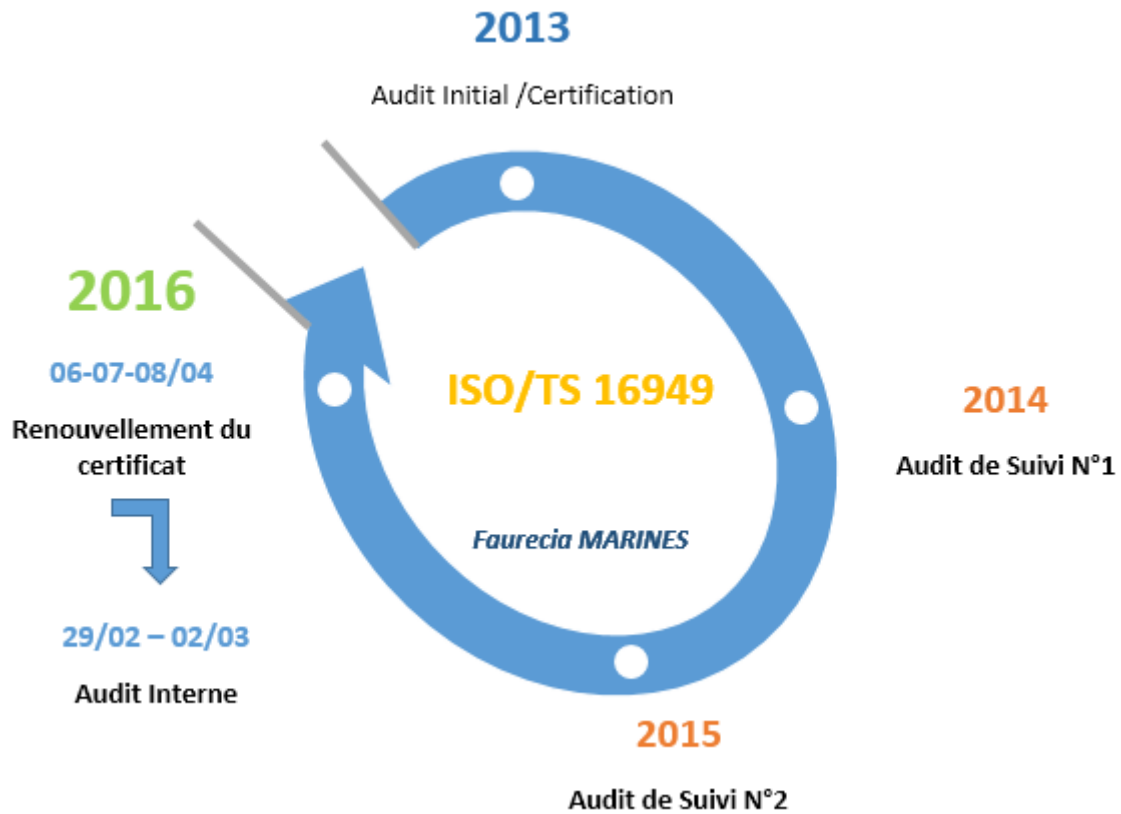 2013
Audit Initial /Certification
2016
06-07-08/04
Renouvellement du
certificat
29/02 – 02/03
Audit Interne
ISO/TS 16949
Faurecia MARINES
2014
Audit de Suivi N°1
2015
Audit de Suivi N°2